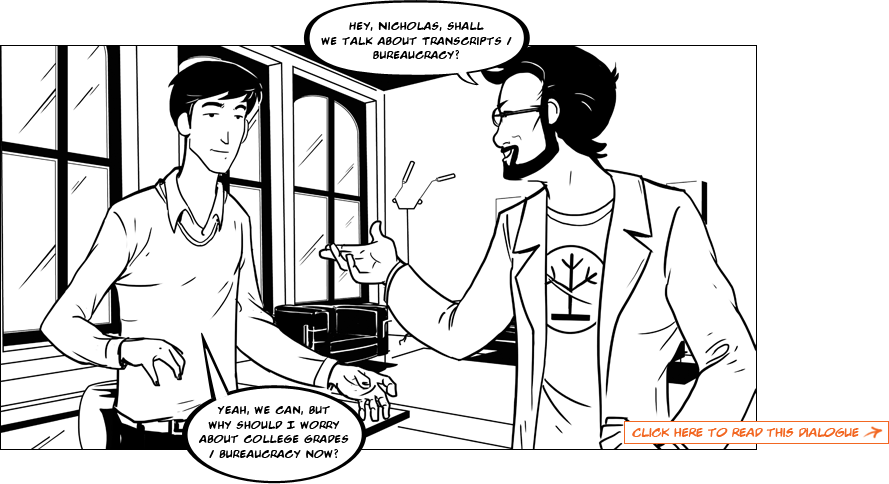 HEY, NICHOLAS, SHALL
WE TALK ABOUT TRANSCRIPTS /
BUREAUCRACY?
YEAH, WE CAN, BUT
WHY SHOULD I WORRY
ABOUT COLLEGE GRADES
/ BUREAUCRACY NOW?
CLICK HERE TO READ THIS DIALOGUE